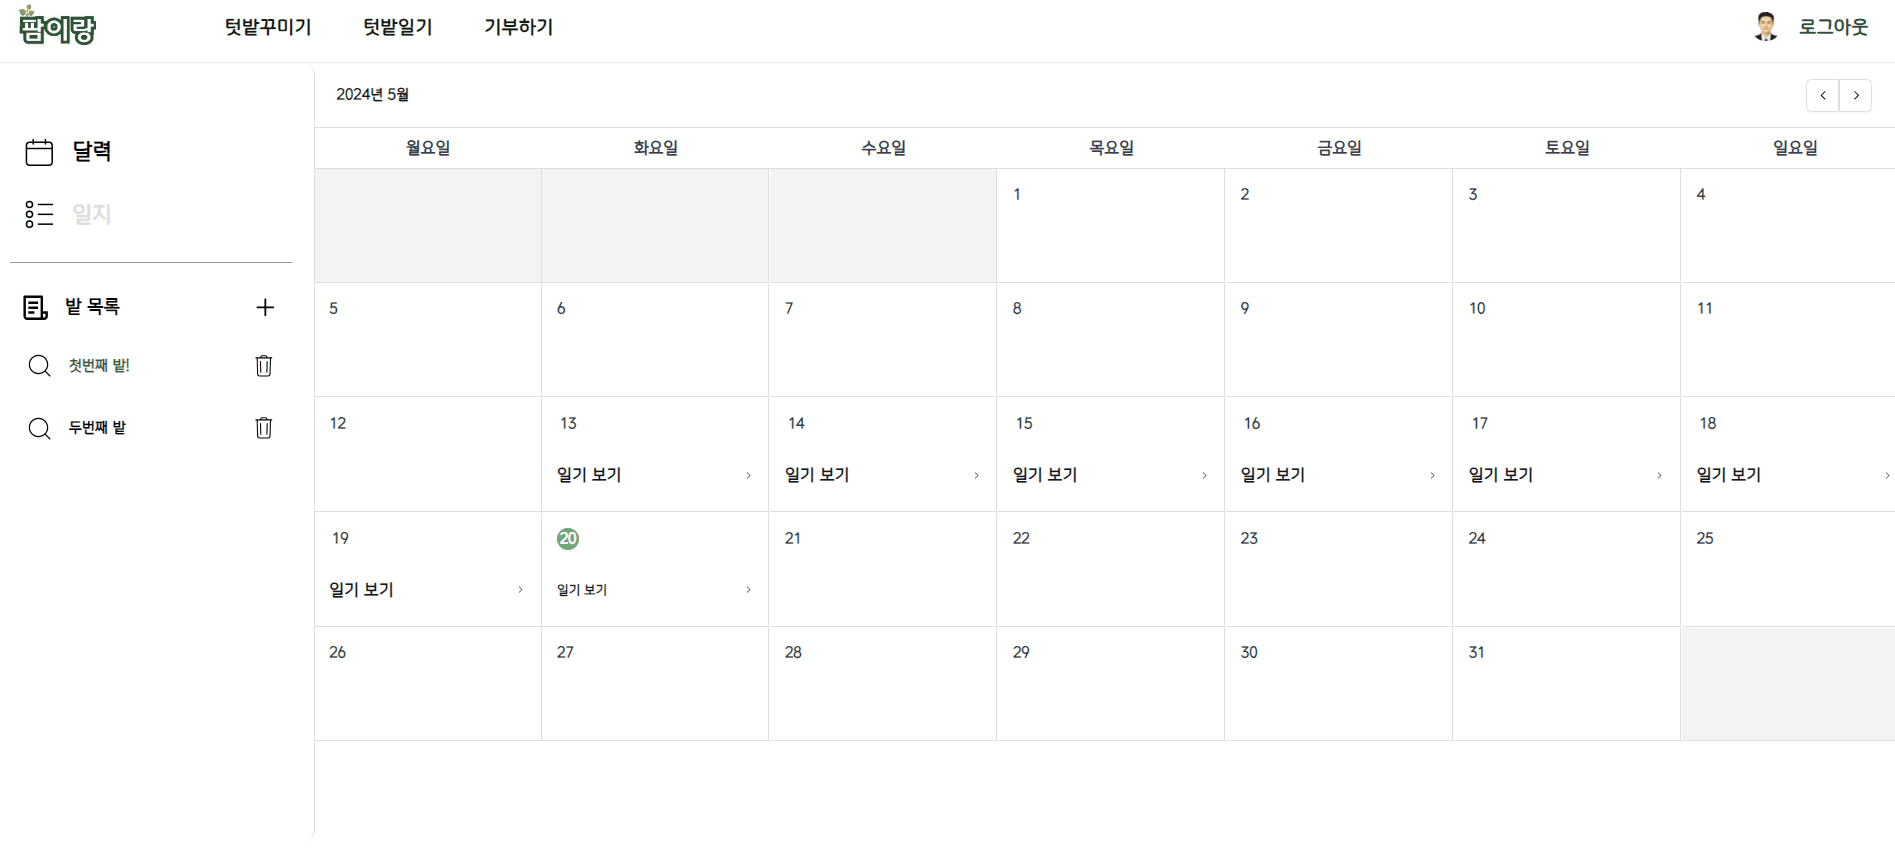 팜이랑
텃밭꾸미기 텃밭일기 기부하기
로그아웃
달력
일지
밭 목록
첫번째 밭!
두번째 밭
2024년 5월
월요일 화요일 수요일 목요일 금요일 토요일 일요일
1 2 3 4
5 6 7 8 9 10 11
12 13 14 15 16 17 18
일기 보기 일기 보기 일기 보기 일기 보기 일기 보기 일기 보기
19 20 21 22 23 24 25
일기 보기 일기 보기
26 27 28 29 30 31